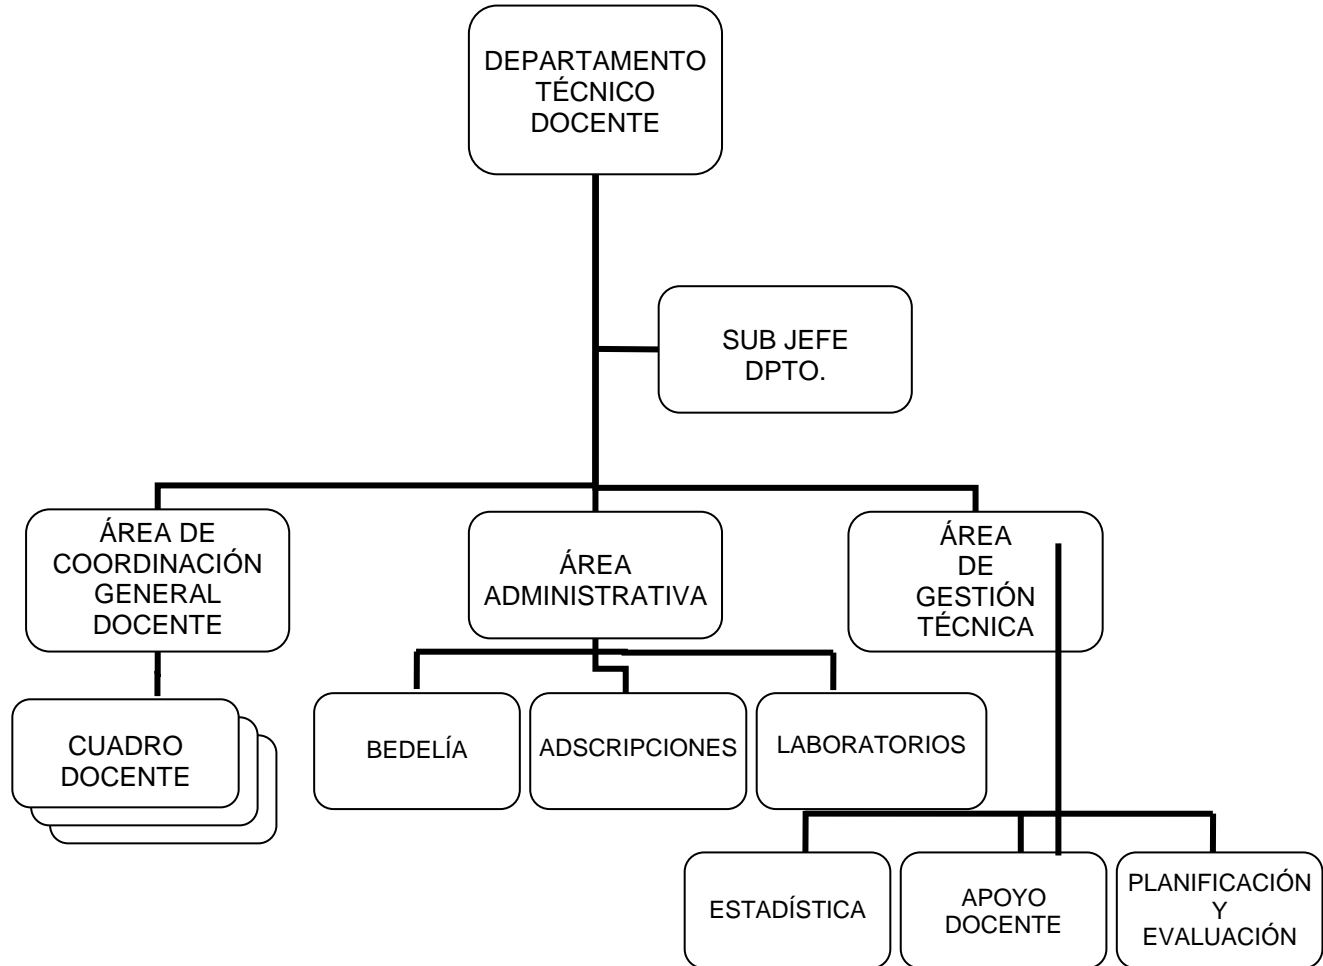 DEPARTAMENTO
TÉCNICO
DOCENTE
SUB JEFE
DPTO.
ÁREA DE
COORDINACIÓN
GENERAL
DOCENTE
ÁREA
ADMINISTRATIVA
ÁREA
DE
GESTIÓN
TÉCNICA
CUADRO
DOCENTE
BEDELÍA
ADSCRIPCIONES
LABORATORIOS
ESTADÍSTICA
APOYO
DOCENTE
PLANIFICACIÓN
Y
EVALUACIÓN